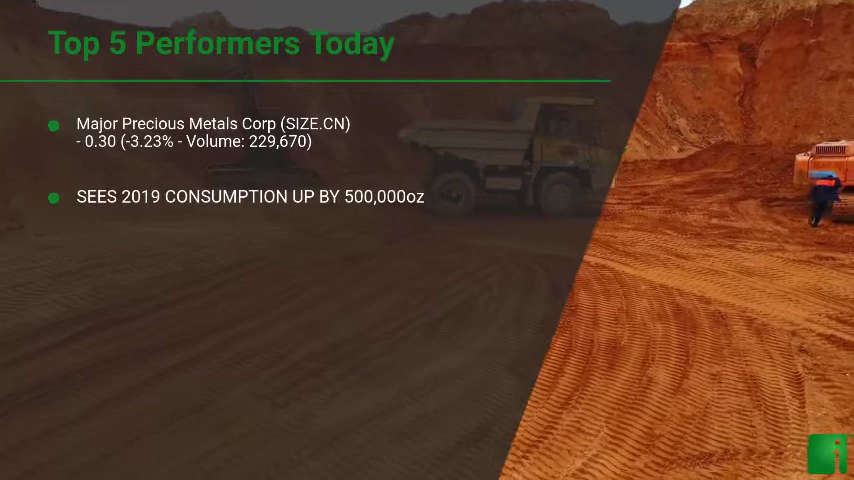 Top 5 Performers Today
Major Precious Metals Corp (SIZE.CN)
- 0.30 (-3.23% - Volume: 229,670)
SEES 2019 CONSUMPTION UP BY 500,000oz